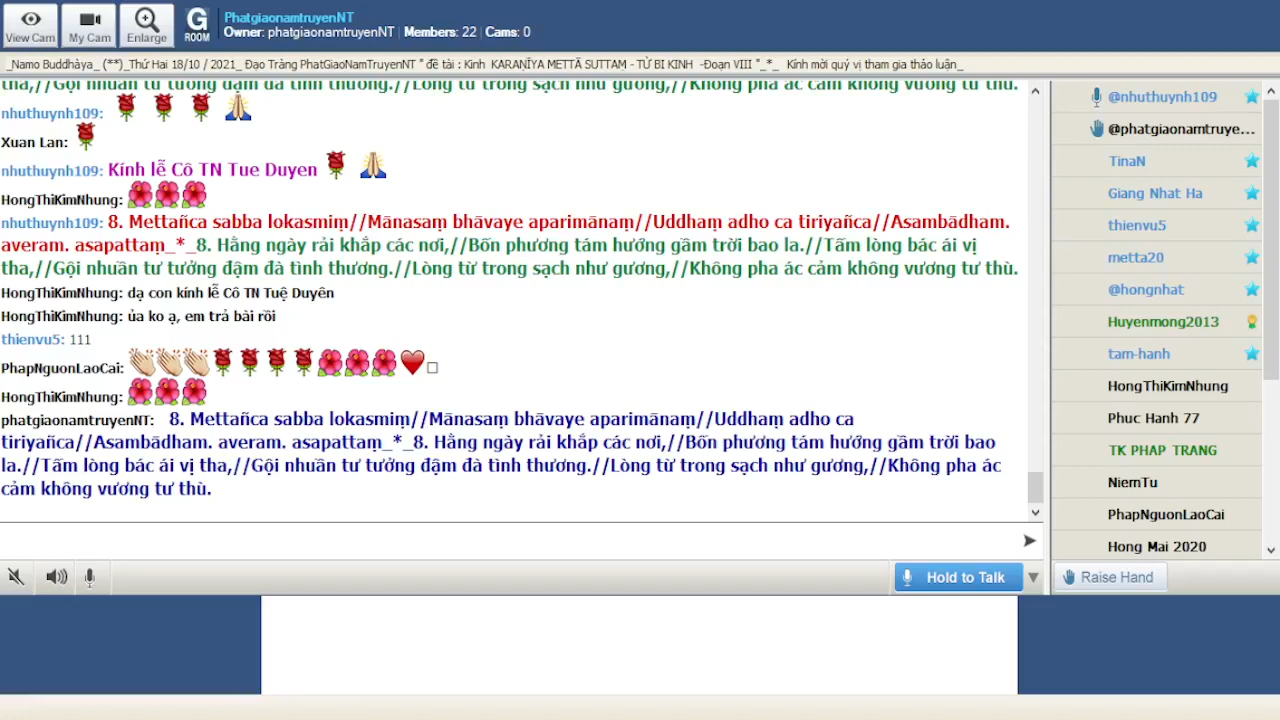 PhatgiaonamtruyenNT
Owner: phatgiaonamtruyenNT | Members: 22 | Cams: 0
View Cam
My Cam
Enlarge
G
ROOM
_Namo Buddhàya_ (**)_Thứ Hai 18/10 / 2021_ Đạo Tràng PhatGiaoNamTruyenNT " đề tài : Kinh KARAṆĪYA METTĀ SUTTAM - TỪ BI KINH -Đoạn VIII "_*_ Kính mời quý vị tham gia thảo luận_
tha,//Gội nhuần tư tưởng đậm đà tình thương.//Lòng từ trong sạch như gương,//Không pha ác cảm không vương tư thù.
nhuthuynh109:
Xuan Lan:
nhuthuynh109: Kính lễ Cô TN Tue Duyen
HongThiKimNhung:
nhuthuynh109: 8. Mettañca sabba lokasmiṃ//Mānasaṃ bhāvaye aparimānaṃ//Uddhaṃ adho ca tiriyañca//Asambādham.
averam. asapattaṃ_*_8. Hằng ngày rải khắp các nơi,//Bốn phương tám hướng gầm trời bao la.//Tấm lòng bác ái vị
tha,//Gội nhuần tư tưởng đậm đà tình thương.//Lòng từ trong sạch như gương,//Không pha ác cảm không vương tư thù.
HongThiKimNhung: dạ con kính lễ Cô TN Tuệ Duyên
HongThiKimNhung: ủa ko ạ, em trả bài rồi
thienvu5: 111
PhapNguonLaoCai:
HongThiKimNhung:
phatgiaonamtruyenNT: 8. Mettañca sabba lokasmiṃ//Mānasaṃ bhāvaye aparimānaṃ//Uddhaṃ adho ca
tiriyañca//Asambādham. averam. asapattaṃ_*_8. Hằng ngày rải khắp các nơi,//Bốn phương tám hướng gầm trời bao
la.//Tấm lòng bác ái vị tha,//Gội nhuần tư tưởng đậm đà tình thương.//Lòng từ trong sạch như gương,//Không pha ác
cảm không vương tư thù.
Hold to Talk
@nhuthuynh109
@phatgiaonamtruye...
TinaN
Giang Nhat Ha
thienvu5
metta20
@hongnhat
Huyenmong2013
tam-hanh
HongThiKimNhung
Phuc Hanh 77
TK PHAP TRANG
NiemTu
PhapNguonLaoCai
Hong Mai 2020
Raise Hand